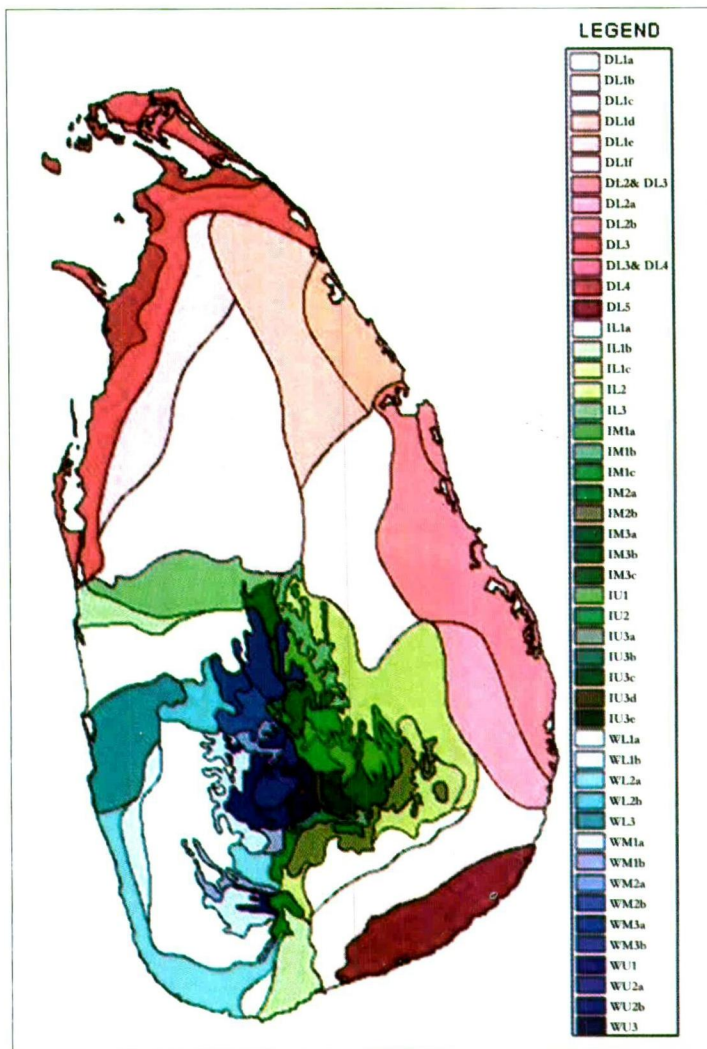 LEGEND
DL1a
DL1b
DL1c
DL1d
DL1e
DL1f
DL2& DL3
DL2a
DL2b
DL3
DL3& DL4
DL4
DL5
IL1a
IL1b
IL1c
IL2
IL3
IM1a
IM1b
IM1c
IM2a
IM2b
IM3a
IM3b
IM3c
IU1
IU2
IU3a
IU3b
IU3c
IU3d
IU3e
WL1a
WL1b
WL2a
WL2b
WL3
WM1a
WM1b
WM2a
WM2b
WM3a
WM3b
WU1
WU2a
WU2b
WU3